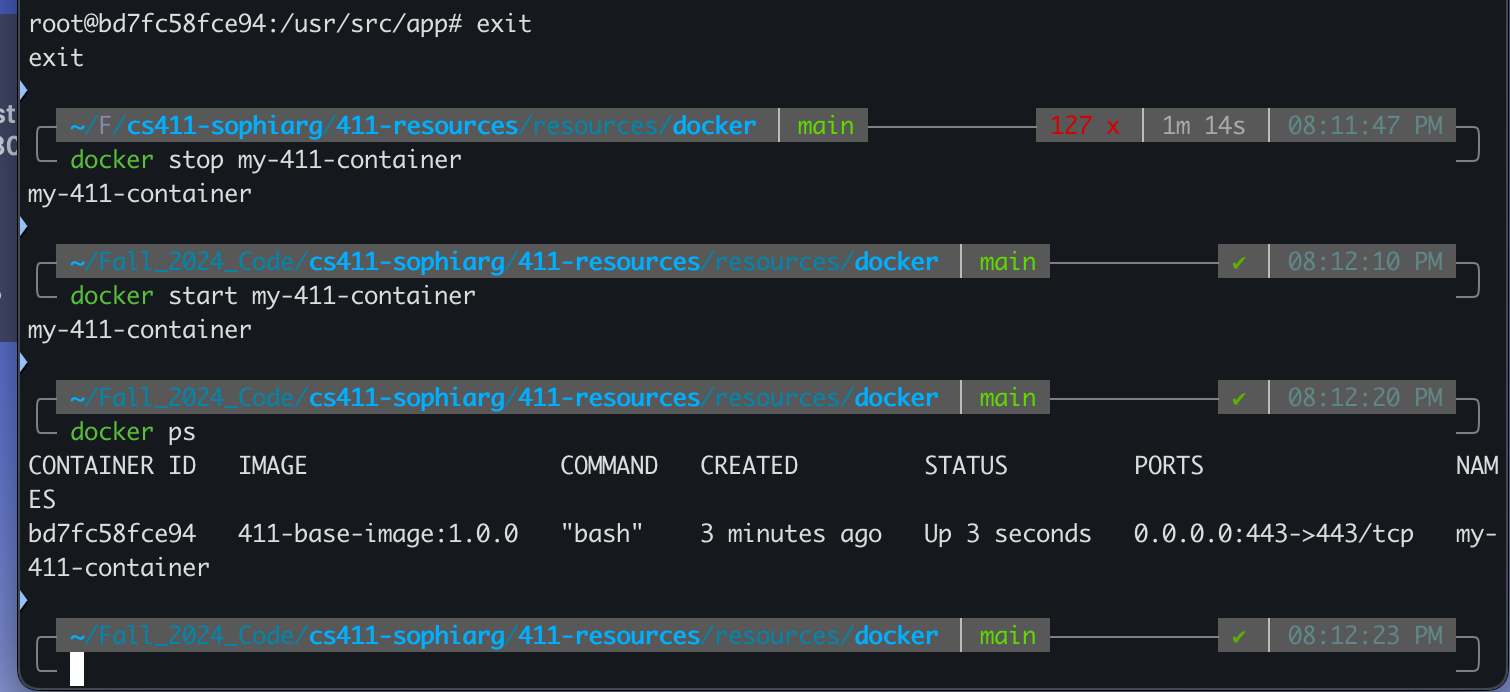 root@bd7fc58fce94:/usr/src/app# exit
exit
~/F/cs411-sophiarg/411-resources/resources/docker | main 127 x | 1m 14s | 08:11:47 PM
docker stop my-411-container
my-411-container
~/Fall_2024_Code/cs411-sophiarg/411-resources/resources/docker | main ✔ | 08:12:10 PM
docker start my-411-container
my-411-container
~/Fall_2024_Code/cs411-sophiarg/411-resources/resources/docker | main ✔ | 08:12:20 PM
docker ps
CONTAINER ID IMAGE COMMAND CREATED STATUS PORTS NAM
ES
bd7fc58fce94 411-base-image:1.0.0 "bash" 3 minutes ago Up 3 seconds 0.0.0.0:443->443/tcp my-
411-container
~/Fall_2024_Code/cs411-sophiarg/411-resources/resources/docker | main ✔ | 08:12:23 PM